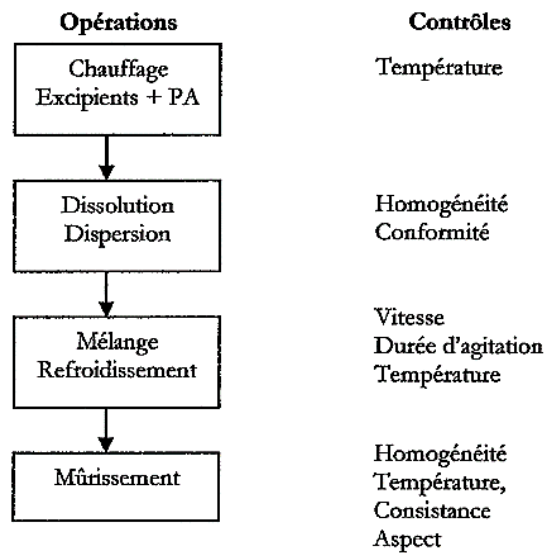 Opérations
Contrôles
Chauffage
Excipients + PA
Température
Dissolution
Dispersion
Homogénéité
Conformité
Mélange
Refroidissement
Vitesse
Durée d'agitation
Température
Mûrissement
Homogénéité
Température,
Consistance
Aspect